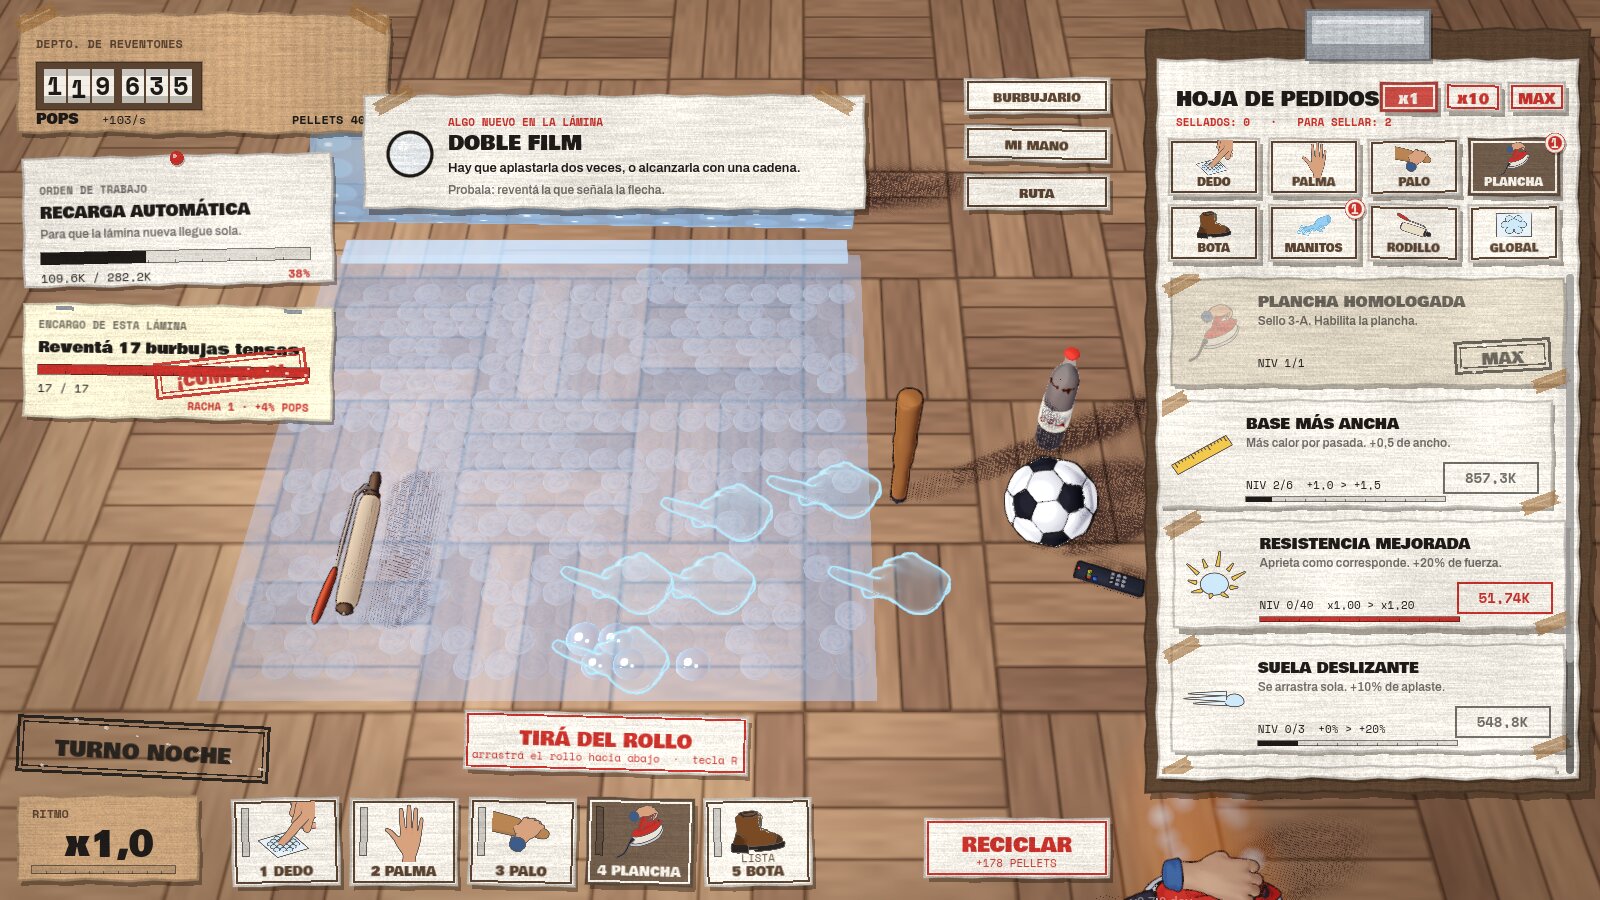 DEPTO. DE REVENTONES
119635
POPS +103/s PELLETS 40
ORDEN DE TRABAJO
RECARGA AUTOMÁTICA
Para que la lámina nueva llegue sola.
109.6K / 282.2K 38%
ENCARGO DE ESTA LÁMINA
Reventá 17 burbujas tensas
17 / 17
RACHA 1 · +4% POPS
ALGO NUEVO EN LA LÁMINA
DOBLE FILM
Hay que aplastarla dos veces, o alcanzarla con una cadena.
Probala: reventá la que señala la flecha.
BURBUJARIO
MI MANO
RUTA
HOJA DE PEDIDOS x1 x10 MAX
SELLADOS: 0 · PARA SELLAR: 2
DEDO
PALMA
PALO
PLANCHA 1
BOTA
MANITOS 1
RODILLO
GLOBAL
PLANCHA HOMOLOGADA
Sello 3-A. Habilita la plancha.
NIV 1/1
MAX
BASE MÁS ANCHA
Más calor por pasada. +0,5 de ancho.
NIV 2/6 +1.0 > +1.5
857,3K
RESISTENCIA MEJORADA
Aprieta como corresponde. +20% de fuerza.
NIV 0/40 x1,00 > x1,20
51,74K
SUELA DESLIZANTE
Se arrastra sola. +10% de aplaste.
NIV 0/3 +0% > +20%
548,8K
TURNO NOCHE
TIRÁ DEL ROLLO
arrastrá el rollo hacia abajo · tecla R
RITMO
x1,0
1 DEDO
2 PALMA
3 PALO
4 PLANCHA
LISTA
5 BOTA
RECICLAR
+178 PELLETS